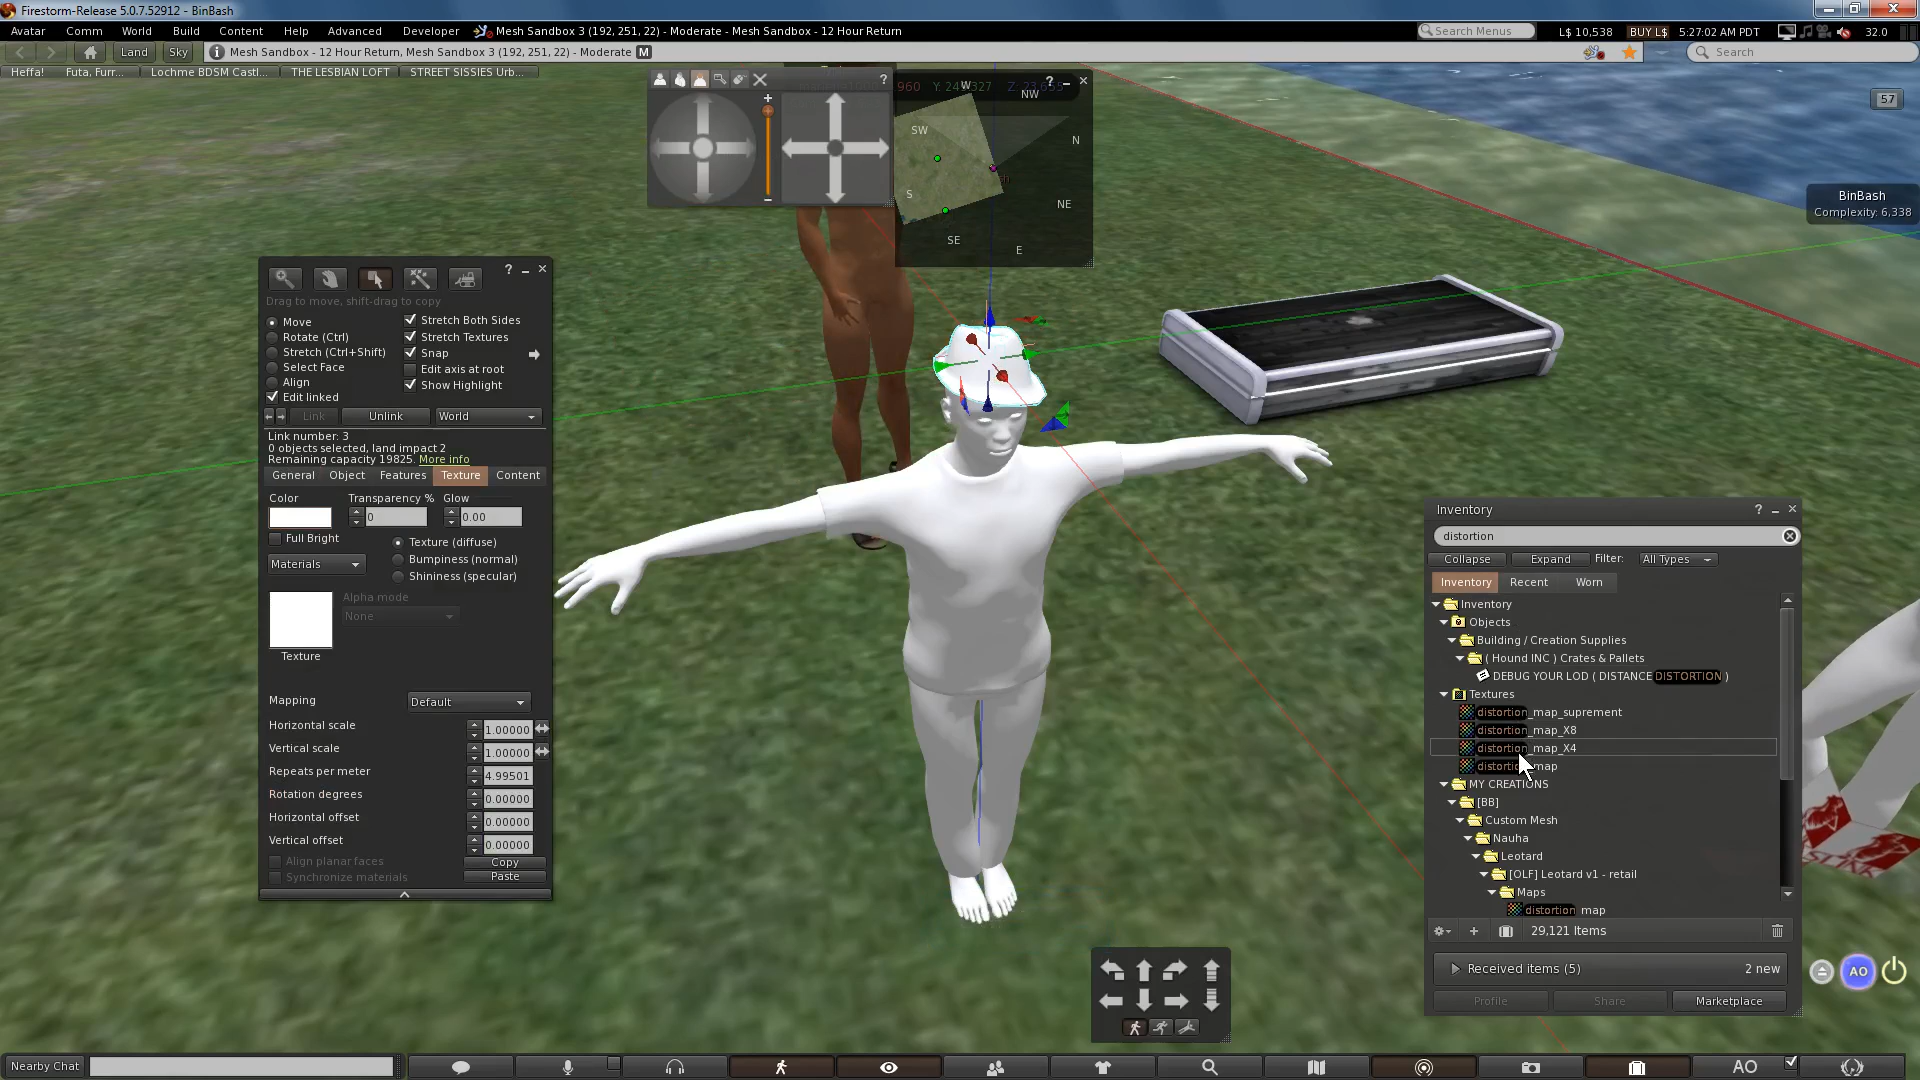 Firestorm-Release 5.0.7.52912 - BinBash
Avatar Comm World Build Content Help Advanced Developer Mesh Sandbox 3 (192, 251, 22) - Moderate - Mesh Sandbox - 12 Hour Return Search Menus L$ 10,538 BUY L$ 5:27:02 AM PDT 32.0
Land Sky Mesh Sandbox - 12 Hour Return, Mesh Sandbox 3 (192, 251, 22) - Moderate M Search
Heffa! Futa, Furr... Lochme BDSM Castl... THE LESBIAN LOFT STREET SISSIES Urb...
57
BinBash
Complexity: 6,338
W NW
SW N
S NE
SE E
Drag to move, shift-drag to copy
Move
Rotate (Ctrl)
Stretch (Ctrl+Shift)
Select Face
Align
Edit linked
Stretch Both Sides
Stretch Textures
Snap
Edit axis at root
Show Highlight
Link Unlink World
Link number: 3
0 objects selected, land impact 2
Remaining capacity 19825. More info
General Object Features Texture Content
Color Transparency % Glow
0 0.00
Full Bright
Texture (diffuse)
Materials
Bumpiness (normal)
Shininess (specular)
Alpha mode
None
Texture
Mapping Default
Horizontal scale 1.00000
Vertical scale 1.00000
Repeats per meter 4.99501
Rotation degrees 0.00000
Horizontal offset 0.00000
Vertical offset 0.00000
Align planar faces Copy
Synchronize materials Paste
Inventory
distortion
Collapse Expand Filter: All Types
Inventory Recent Worn
Inventory
Objects
Building / Creation Supplies
( Hound INC ) Crates & Pallets
DEBUG YOUR LOD ( DISTANCE DISTORTION )
Textures
distortion_map_suprement
distortion_map_X8
distortion_map_X4
distortion_map
MY CREATIONS
[BB]
Custom Mesh
Nauha
Leotard
[OLF] Leotard v1 - retail
Maps
distortion map
29,121 Items
Received items (5) 2 new
Profile Share Marketplace
AO
Nearby Chat AO